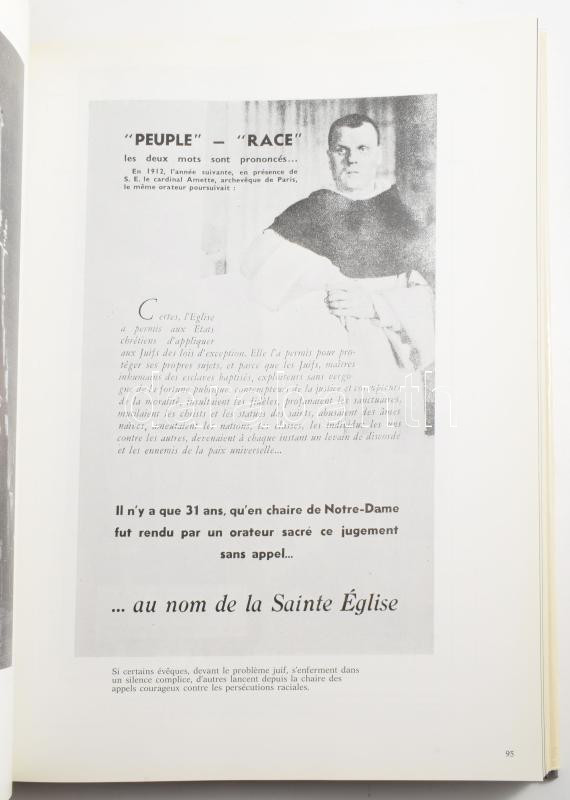 "PEUPLE" — "RACE"
les deux mots sont prononcés...
En 1912, l'année suivante, en présence de
S. E. le cardinal Amette, archevêque de Paris,
le même orateur poursuivait :
Certes, l'Eglise
a permis aux Etats
chrétiens d'appliquer
aux Juifs des lois d'exception. Elle l'a permis pour pro-
téger ses propres sujets, et parce que les Juifs, maîtres
inhumains des esclaves baptisés, exploiteurs sans vergo-
gne de la fortune publique, contempteurs de la justice et
de la moralité, insultaient les fidèles, profanaient les sanctuaires,
mutilaient les christs et les statues des saints, abusaient des âmes
naïves, ameutaient les nations, les classes, les individus les uns
contre les autres, devenaient à chaque instant un levain de discorde
et les ennemis de la paix universelle...
Il n'y a que 31 ans, qu'en chaire de Notre-Dame
fut rendu par un orateur sacré ce jugement
sans appel...
... au nom de la Sainte Église
Si certains évêques, devant le problème juif, s'enferment dans
un silence complice, d'autres lancent depuis la chaire des
appels courageux contre les persécutions raciales.
95